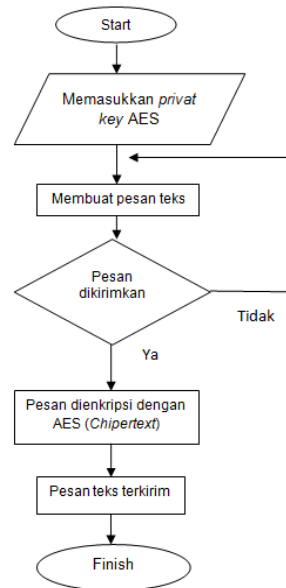 Start
Memasukkan privat
key AES
Membuat pesan teks
Pesan
dikirimkan
Tidak
Ya
Pesan dienkripsi dengan
AES (Chipertext)
Pesan teks terkirim
Finish